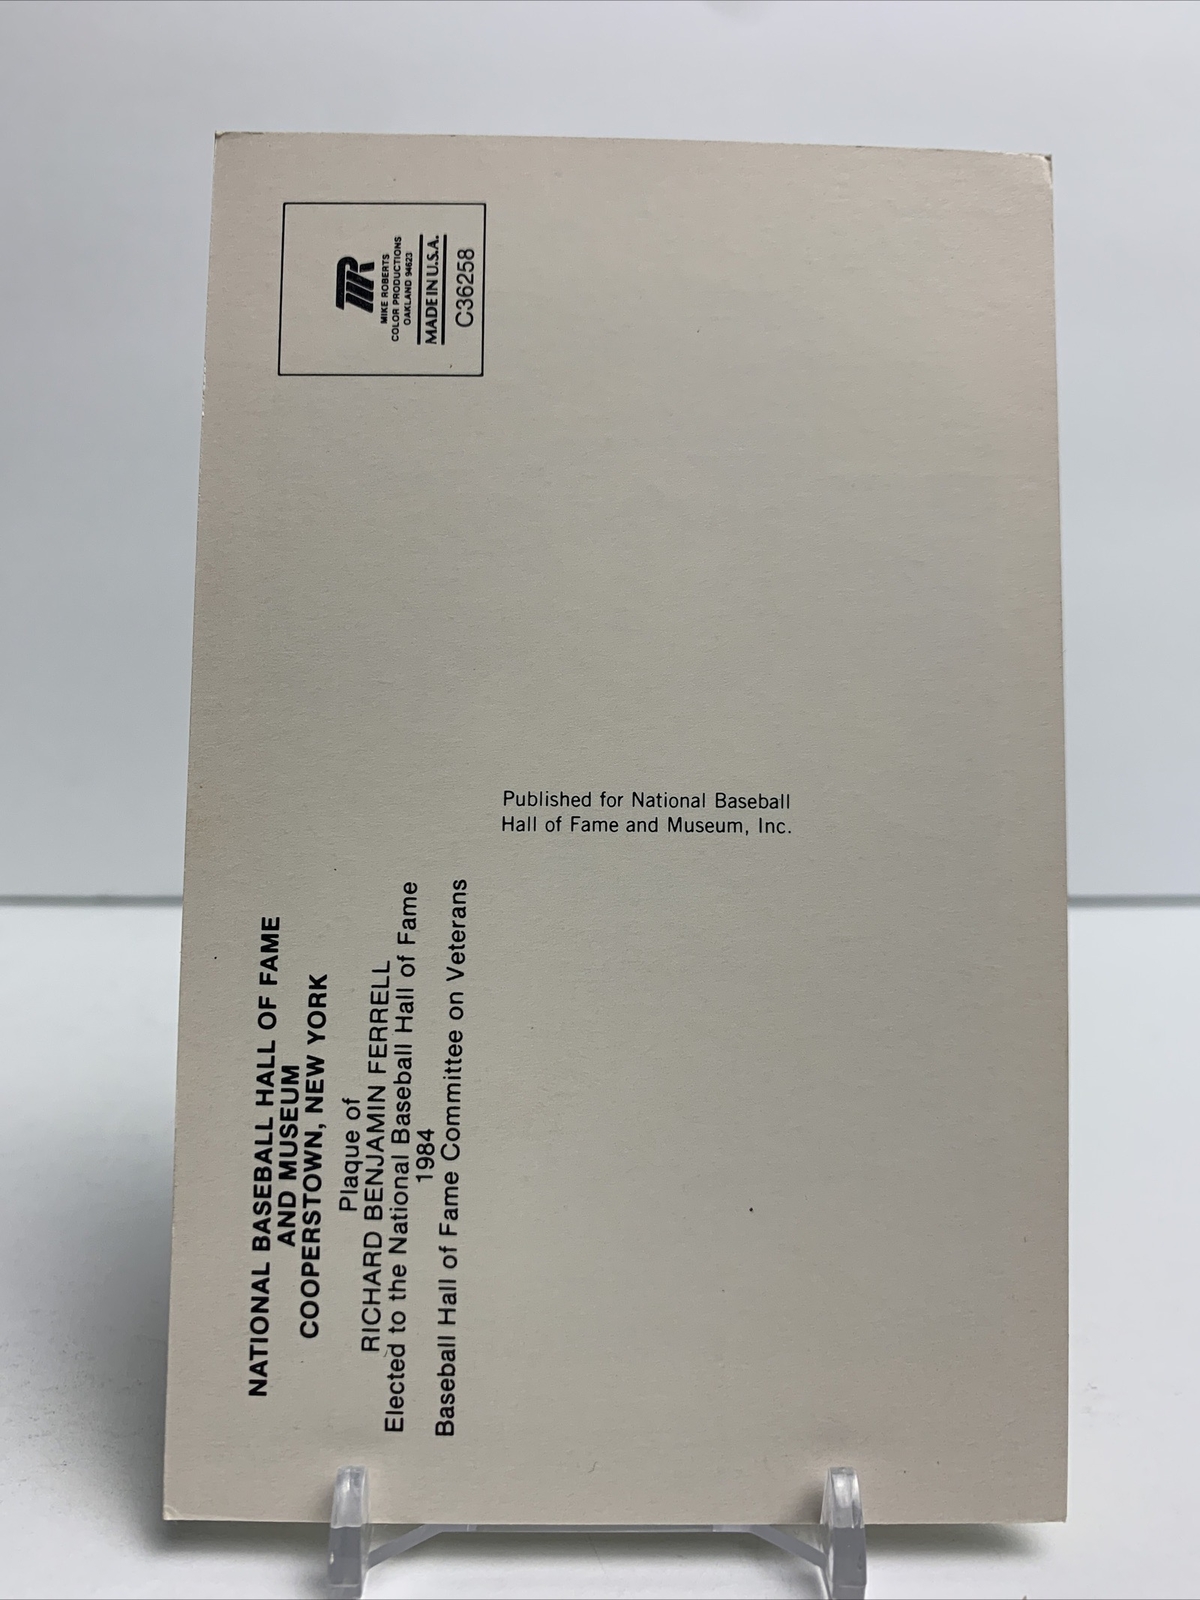 NATIONAL BASEBALL HALL OF FAME
AND MUSEUM
COOPERSTOWN, NEW YORK
Plaque of
RICHARD BENJAMIN FERRELL
Elected to the National Baseball Hall of Fame
1984
Baseball Hall of Fame Committee on Veterans
MR
MIKE ROBERTS
COLOR PRODUCTIONS
OAKLAND 94623
MADE IN U.S.A.
C36258
Published for National Baseball
Hall of Fame and Museum, Inc.